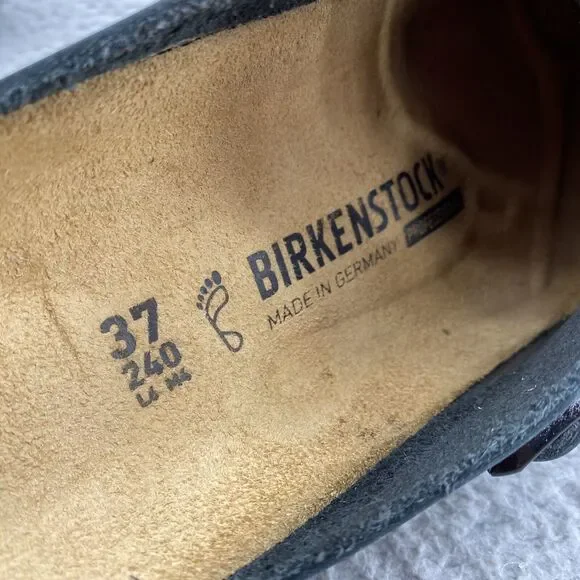 37
240
L6 M4
BIRKENSTOCK®
MADE IN GERMANY